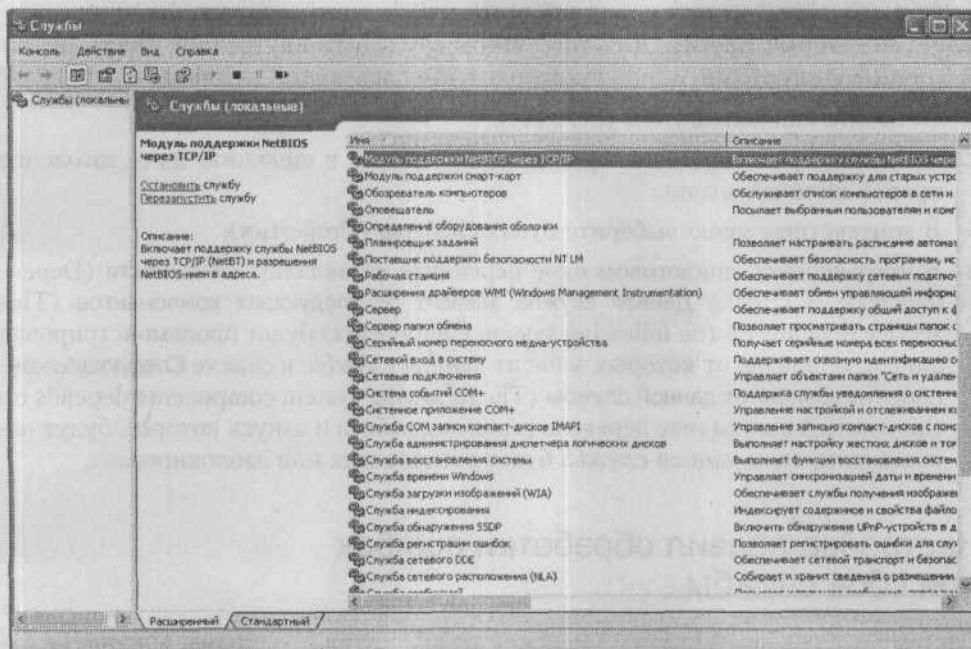 Службы
Консоль Действие Вид Справка
Службы (локальны
Службы (локальные)
Модуль поддержки NetBIOS
через TCP/IP
Остановить службу
Перезапустить службу
Описание:
Включает поддержку службы NetBIOS
через TCP/IP (NetBT) и разрешения
NetBIOS-имен в адреса.
Имя Описание
Модуль поддержки NetBIOS через TCP/IP Включает поддержку службы NetBIOS через
Модуль поддержки смарт-карт Обеспечивает поддержку для старых устро
Обозреватель компьютеров Обслуживает список компьютеров в сети и
Оповещатель Посылает выбранным пользователям и комп
Определение оборудования оболочки
Планировщик заданий Позволяет настраивать расписание автомат
Поставщик поддержки безопасности NT LM Обеспечивает безопасность программам, ис
Рабочая станция Обеспечивает поддержку сетевых подключ
Расширения драйверов WMI (Windows Management Instrumentation) Обеспечивает обмен управляющей информ
Сервер Обеспечивает поддержку общий доступ к ф
Сервер папки обмена Позволяет просматривать страницы папок о
Серийный номер переносного медиа-устройства Получает серийные номера всех переносны
Сетевой вход в систему Поддерживает сквозную идентификацию со
Сетевые подключения Управляет объектами папки "Сеть и удален
Система событий COM+ Поддержка службы уведомления о системн
Системное приложение COM+ Управление настройкой и отслеживанием ко
Служба COM записи компакт-дисков IMAPI Управление записью компакт-дисков с помо
Служба администрирования диспетчера логических дисков Выполняет настройку жестких дисков и том
Служба восстановления системы Выполняет функции восстановления систем
Служба времени Windows Управляет синхронизацией даты и времени
Служба загрузки изображений (WIA) Обеспечивает службы получения изображе
Служба индексирования Индексирует содержимое и свойства файло
Служба обнаружения SSDP Включить обнаружение UPnP-устройств в д
Служба регистрации ошибок Позволяет регистрировать ошибки для слу
Служба сетевого DDE Обеспечивает сетевой транспорт и безопас
Служба сетевого расположения (NLA) Собирает и хранит сведения о размещении
Расширенный Стандартный